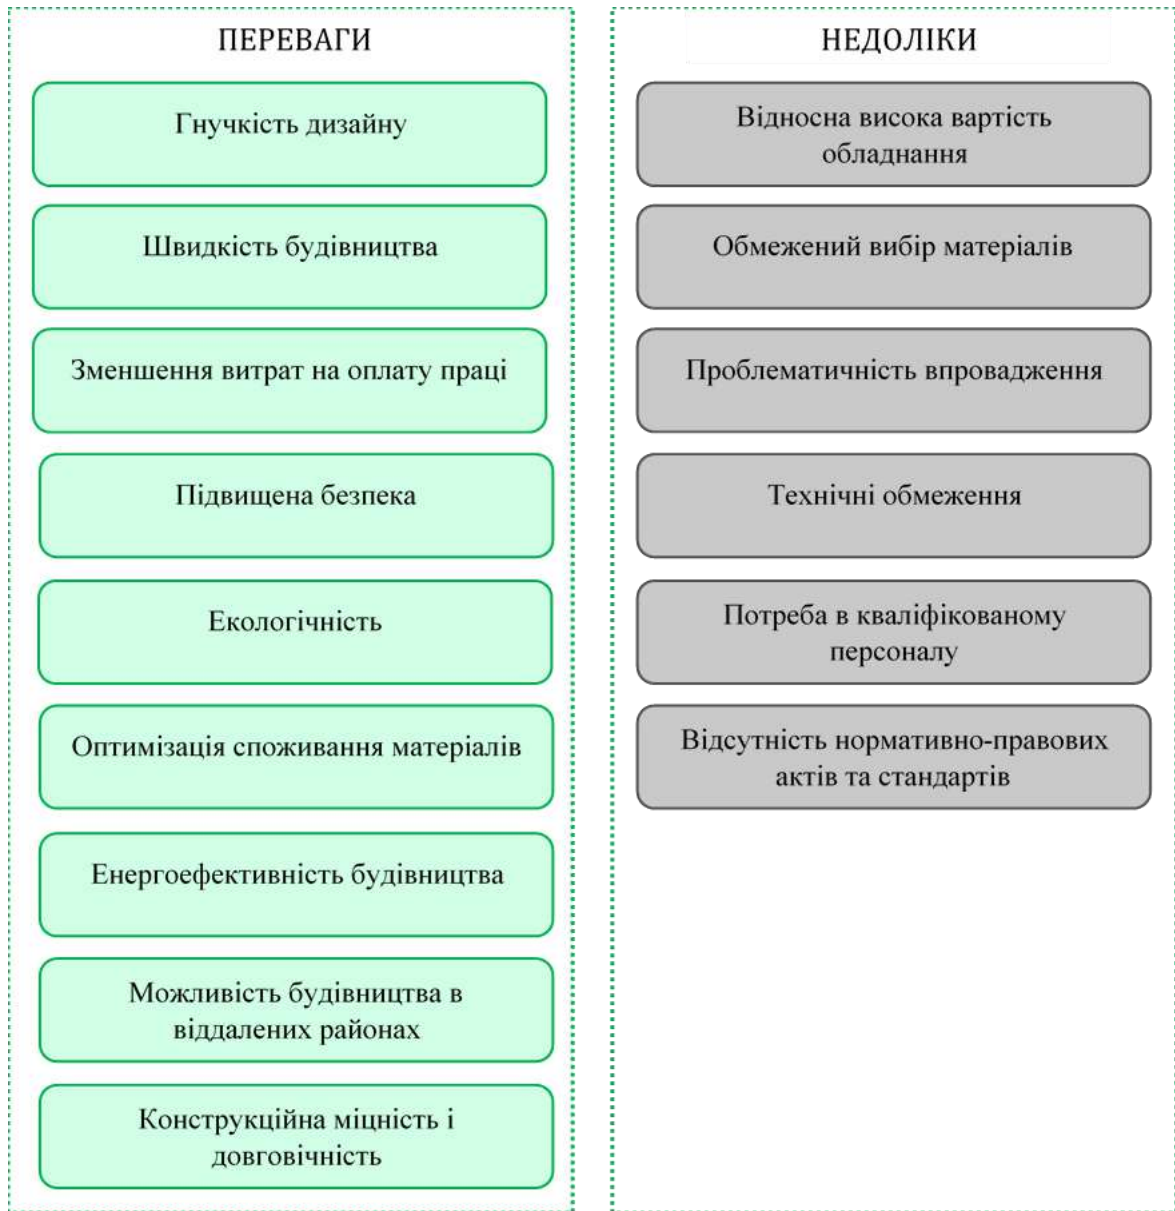 ПЕРЕВАГИ
Гнучкість дизайну
Швидкість будівництва
Зменшення витрат на оплату праці
Підвищена безпека
Екологічність
Оптимізація споживання матеріалів
Енергоефективність будівництва
Можливість будівництва в
віддалених районах
Конструкційна міцність і
довговічність
НЕДОЛІКИ
Відносна висока вартість
обладнання
Обмежений вибір матеріалів
Проблематичність впровадження
Технічні обмеження
Потреба в кваліфікованому
персоналу
Відсутність нормативно-правових
актів та стандартів